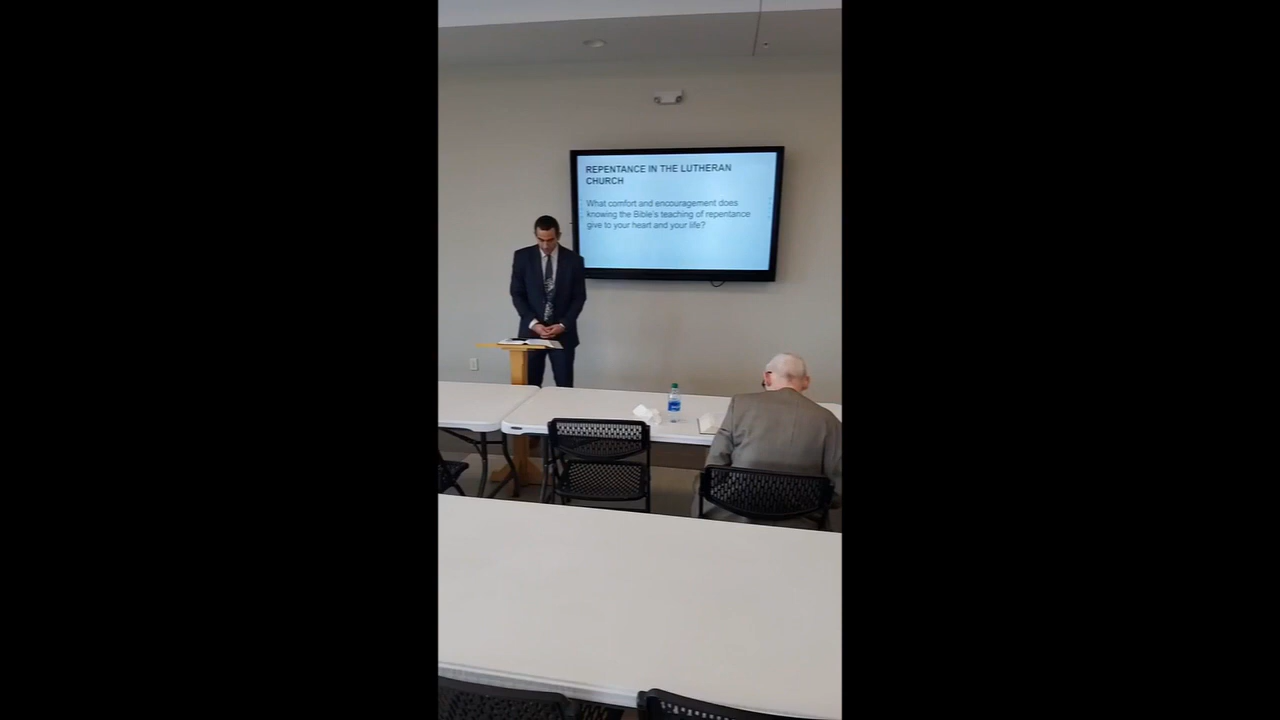 REPENTANCE IN THE LUTHERAN
CHURCH
What comfort and encouragement does
knowing the Bible's teaching of repentance
give to your heart and your life?